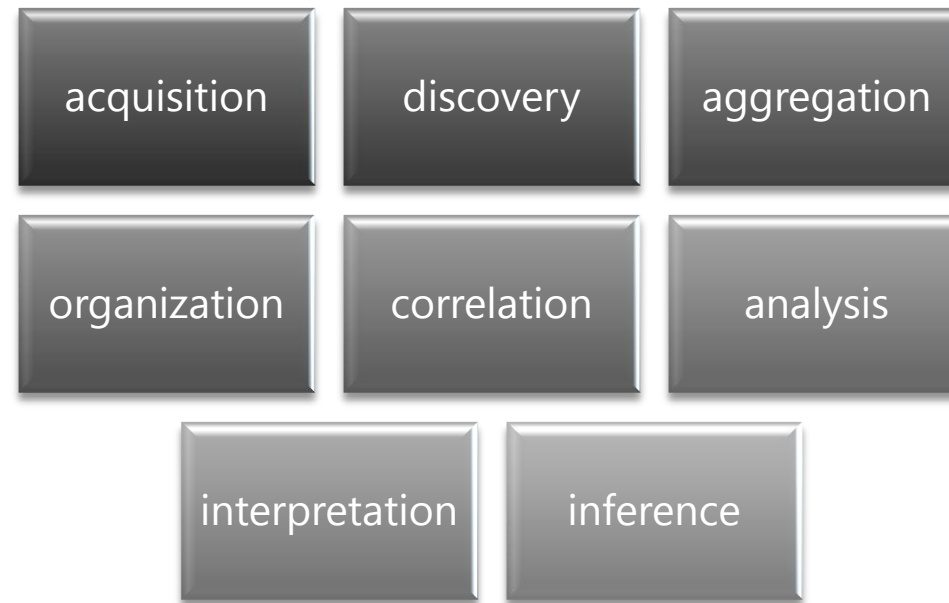 acquisition
discovery
aggregation
organization
correlation
analysis
interpretation
inference